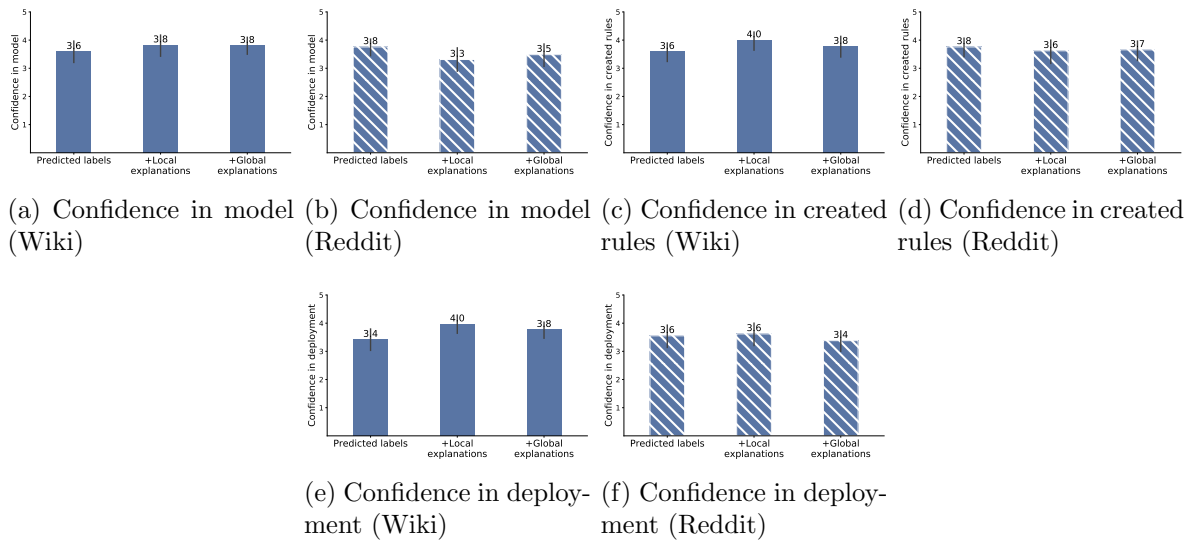 5
4
3
2
1
Confidence in model
3.6
3.8
3.8
Predicted labels
+Local
explanations
+Global
explanations
5
4
3
2
1
Confidence in model
3.8
3.3
3.5
Predicted labels
+Local
explanations
+Global
explanations
5
4
3
2
1
Confidence in created rules
3.6
4.0
3.8
Predicted labels
+Local
explanations
+Global
explanations
5
4
3
2
1
Confidence in created rules
3.8
3.6
3.7
Predicted labels
+Local
explanations
+Global
explanations
(a) Confidence in model
(Wiki)
(b) Confidence in model
(Reddit)
(c) Confidence in created
rules (Wiki)
(d) Confidence in created
rules (Reddit)
5
4
3
2
1
Confidence in deployment
3.4
4.0
3.8
Predicted labels
+Local
explanations
+Global
explanations
5
4
3
2
1
Confidence in deployment
3.6
3.6
3.4
Predicted labels
+Local
explanations
+Global
explanations
(e) Confidence in deploy-
ment (Wiki)
(f) Confidence in deploy-
ment (Reddit)